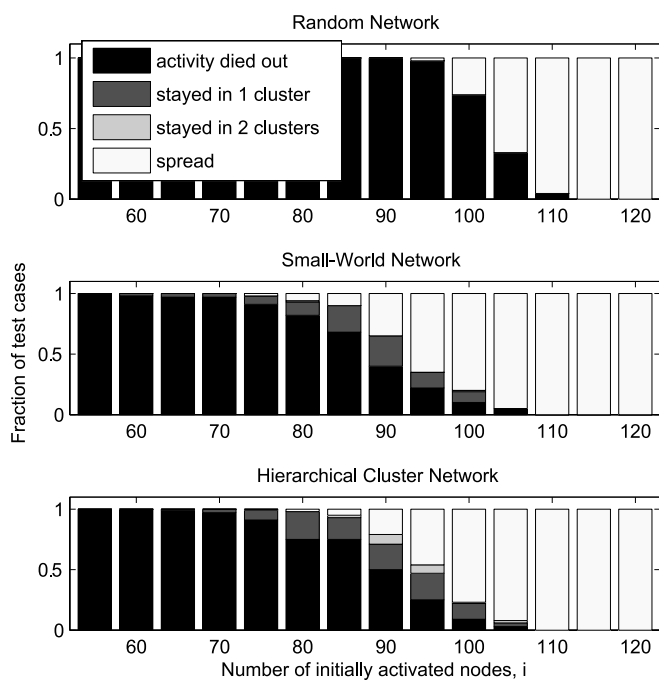 Random Network
1
0.5
0
activity died out
stayed in 1 cluster
stayed in 2 clusters
spread
60 70 80 90 100 110 120
Small-World Network
1
0.5
0
60 70 80 90 100 110 120
Fraction of test cases
Hierarchical Cluster Network
1
0.5
0
60 70 80 90 100 110 120
Number of initially activated nodes, i